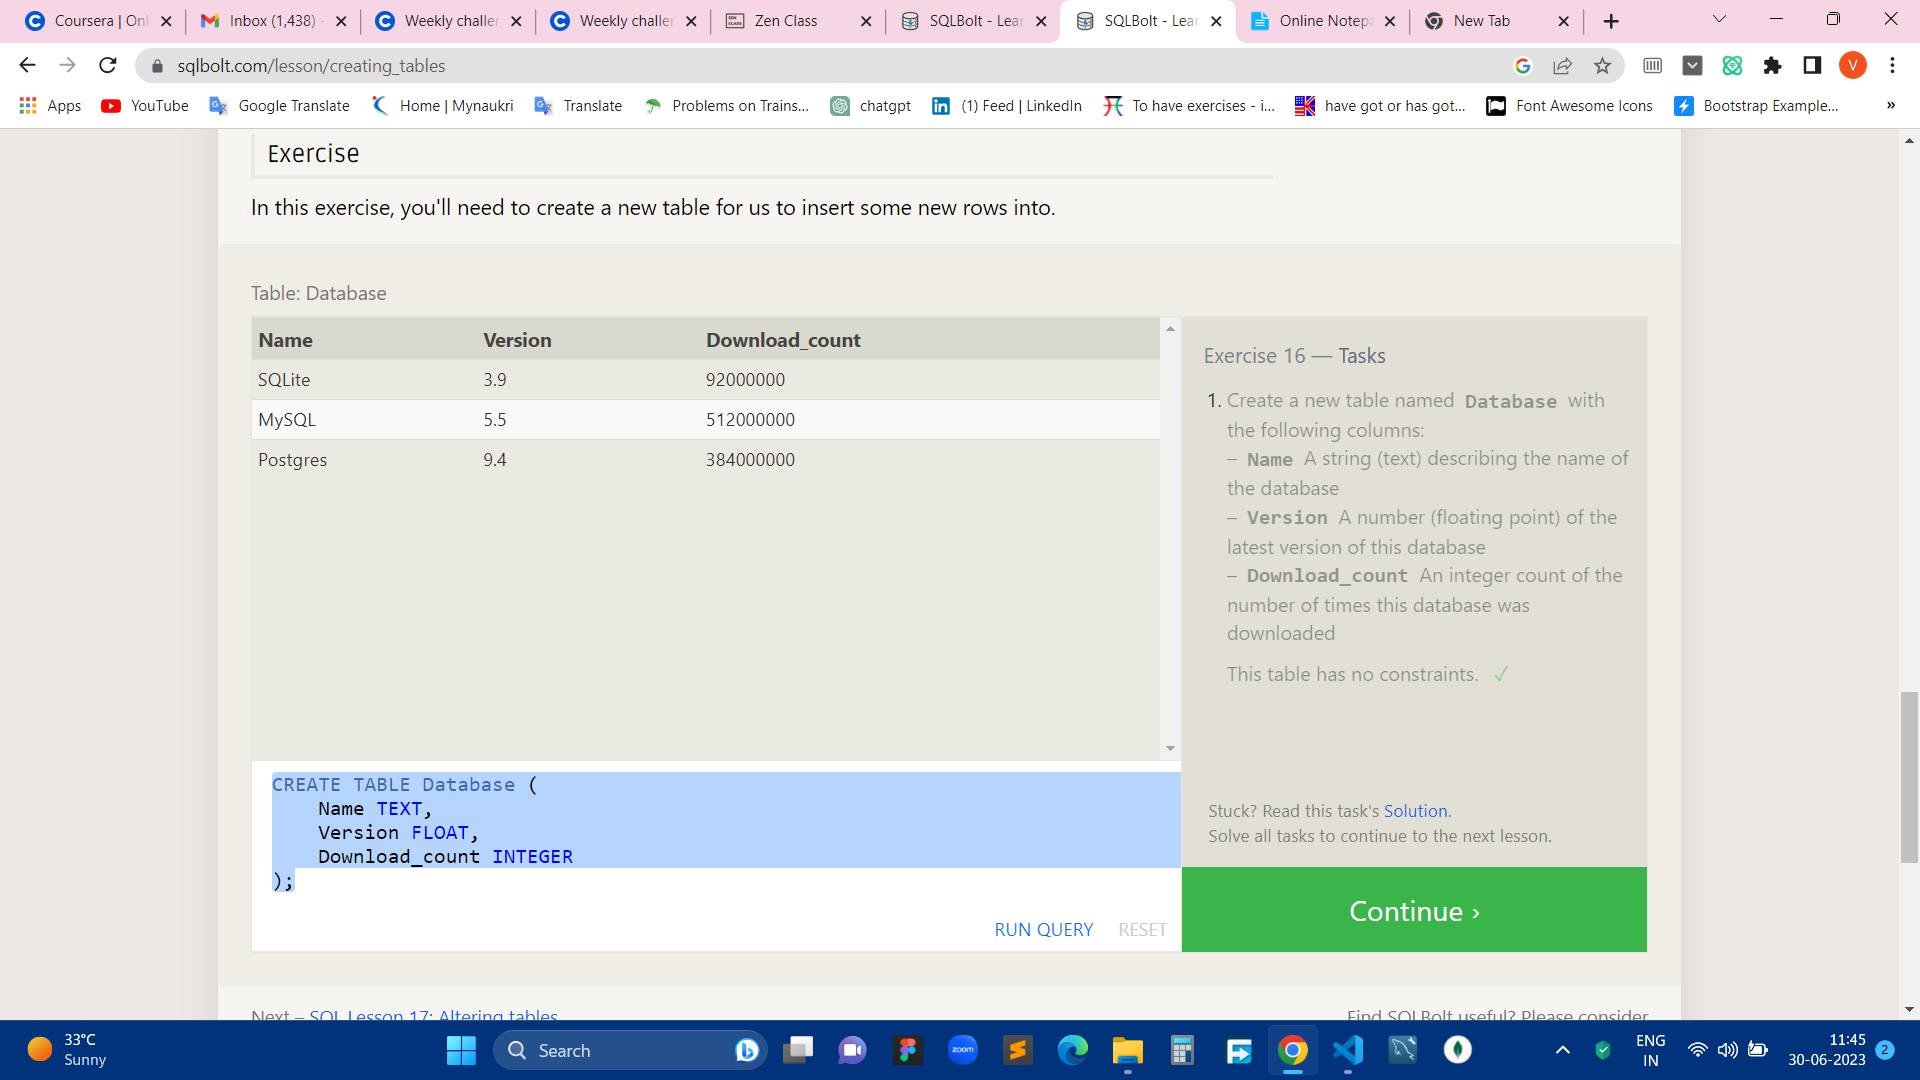 Coursera | Onl
Inbox (1,438) -
Weekly challer
Weekly challer
Zen Class
SQLBolt - Lear
SQLBolt - Lear
Online Notepa
New Tab
sqlbolt.com/lesson/creating_tables
V
Apps
YouTube
Google Translate
Home | Mynaukri
Translate
Problems on Trains...
chatgpt
(1) Feed | LinkedIn
To have exercises - i...
have got or has got...
Font Awesome Icons
Bootstrap Example...
»
Exercise
In this exercise, you'll need to create a new table for us to insert some new rows into.
Table: Database
Name Version Download_count
SQLite 3.9 92000000
MySQL 5.5 512000000
Postgres 9.4 384000000
Exercise 16 — Tasks
1. Create a new table named Database with
the following columns:
– Name A string (text) describing the name of
the database
– Version A number (floating point) of the
latest version of this database
– Download_count An integer count of the
number of times this database was
downloaded
This table has no constraints. ✓
CREATE TABLE Database (
Name TEXT,
Version FLOAT,
Download_count INTEGER
);
RUN QUERY RESET
Stuck? Read this task's Solution.
Solve all tasks to continue to the next lesson.
Continue ›
Next – SQL Lesson 17: Altering tables
Find SQLBolt useful? Please consider
33°C
Sunny
Search
zoom
ENG
IN
11:45
30-06-2023
2